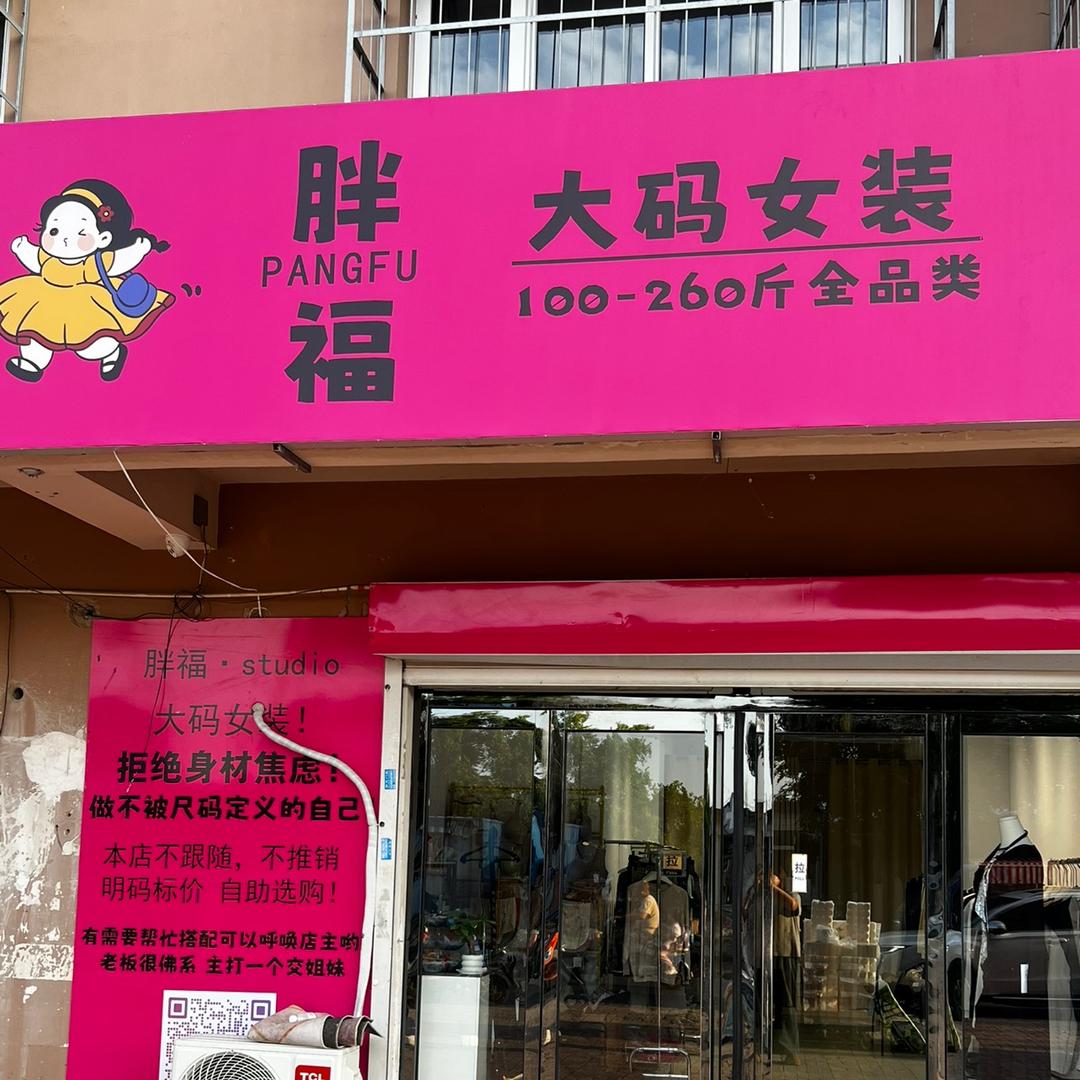 胖
PANGFU
福
大码女装
100-260斤全品类
胖福·studio
大码女装!
拒绝身材焦虑!
做不被尺码定义的自己
本店不跟随，不推销
明码标价 自助选购!
有需要帮忙搭配可以呼唤店主哟
老板很佛系 主打一个交姐妹
拉
拉
TCL